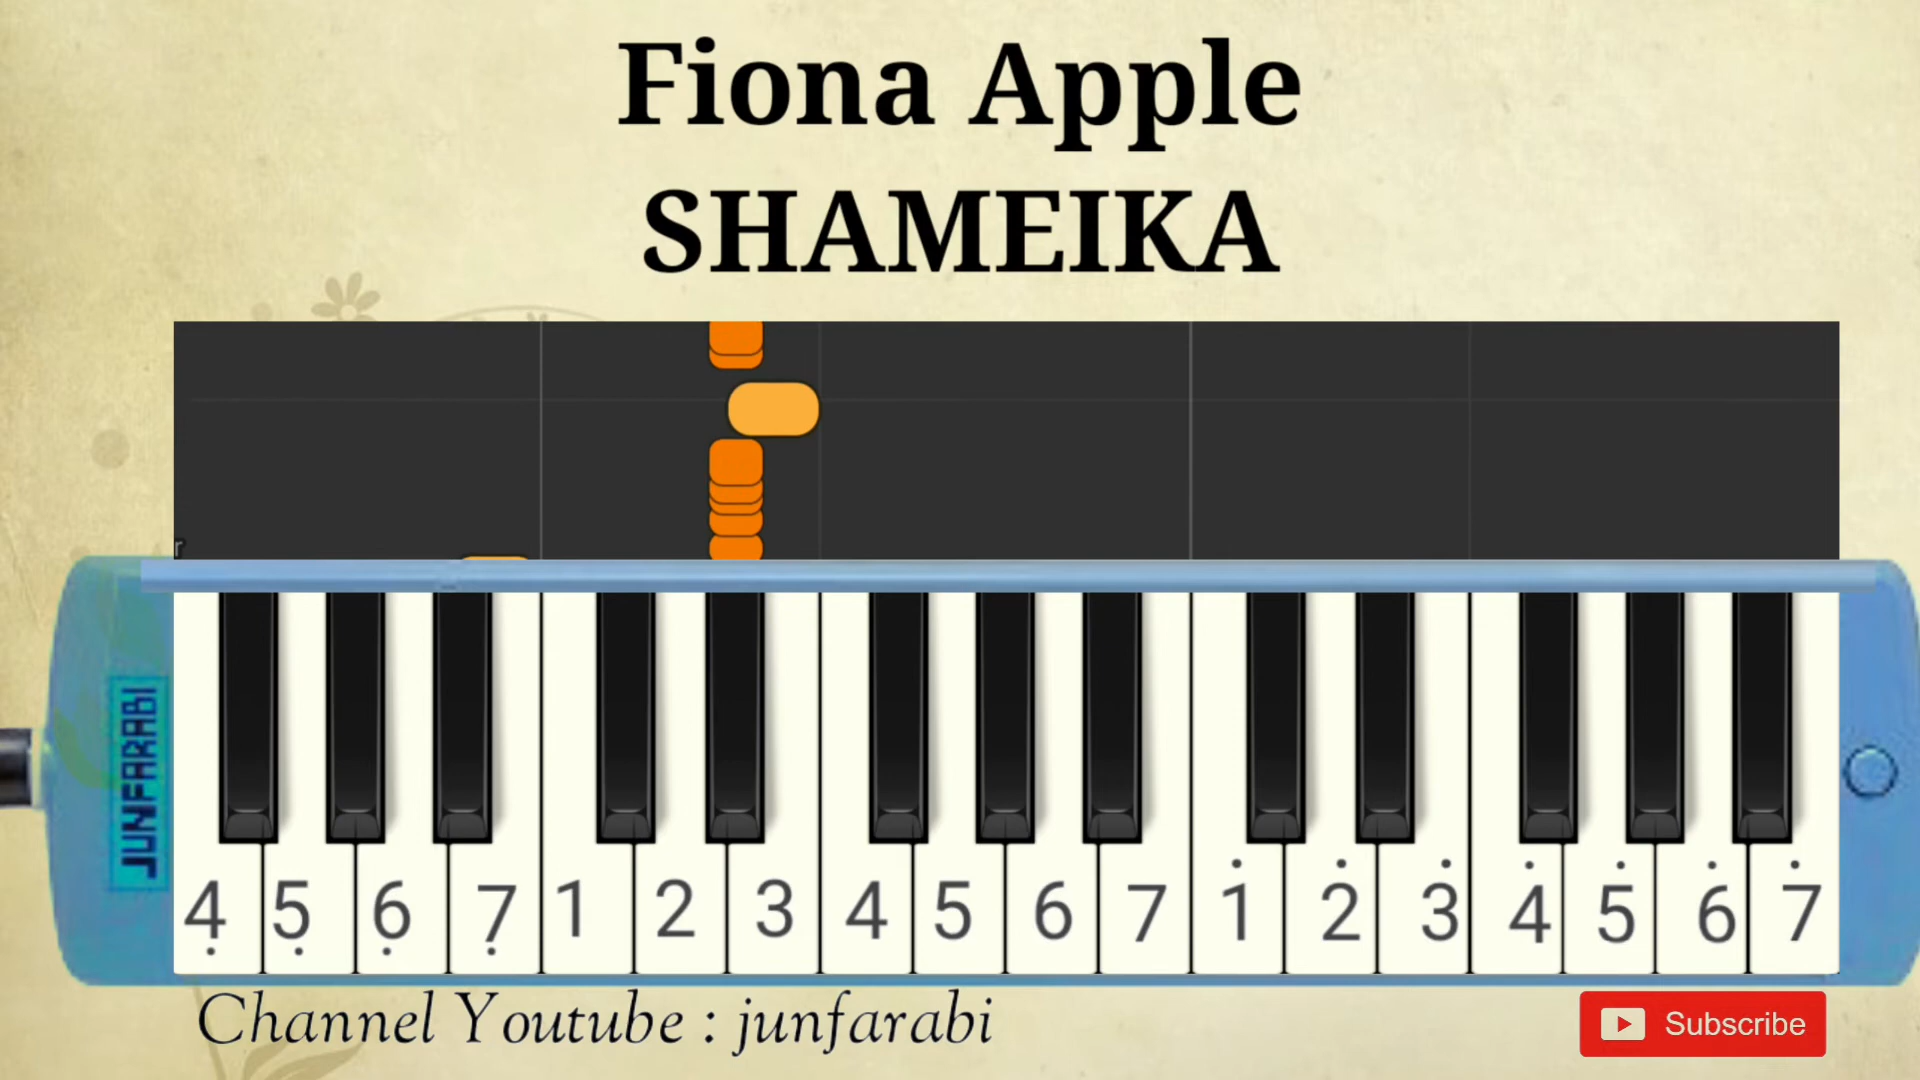 Fiona Apple
SHAMEIKA
r
JUNFARABI
4̣ 5̣ 6̣ 7̣ 1 2 3 4 5 6 7 1̇ 2̇ 3̇ 4̇ 5̇ 6̇ 7̇
Channel Youtube : junfarabi
Subscribe